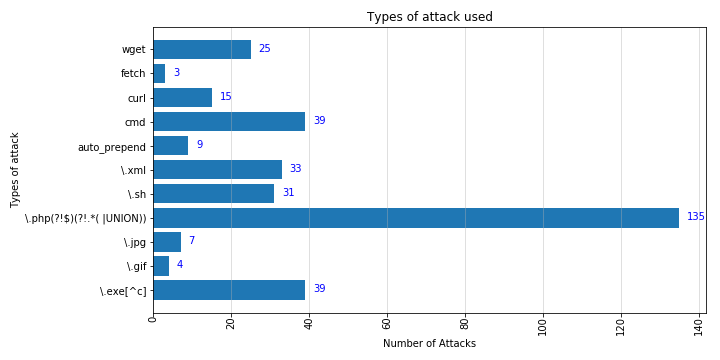 Types of attack used
Types of attack
wget 25
fetch 3
curl 15
cmd 39
auto_prepend 9
\.xml 33
\.sh 31
\.php(?!$)(?!.*( |UNION)) 135
\.jpg 7
\.gif 4
\.exe[^c] 39
0 20 40 60 80 100 120 140
Number of Attacks